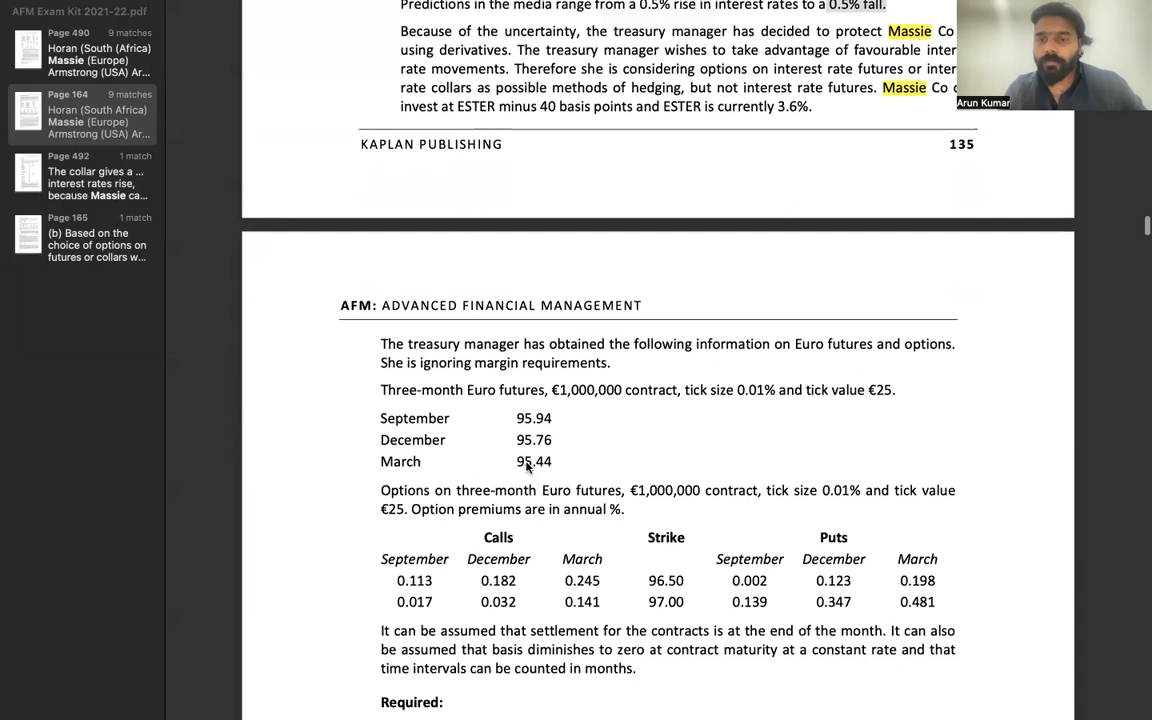 AFM Exam Kit 2021-22.pdf
Page 490 9 matches
Horan (South (Africa)
Massie (Europe)
Armstrong (USA) Ar...
Page 164 9 matches
Horan (South Africa)
Massie (Europe)
Armstrong (USA) Ar...
Page 492 1 match
The collar gives a ...
interest rates rise,
because Massie ca...
Page 165 1 match
(b) Based on the
choice of options on
futures or collars w...
Predictions in the media range from a 0.5% rise in interest rates to a 0.5% fall.
Because of the uncertainty, the treasury manager has decided to protect Massie Co
using derivatives. The treasury manager wishes to take advantage of favourable inter
rate movements. Therefore she is considering options on interest rate futures or inter
rate collars as possible methods of hedging, but not interest rate futures. Massie Co c
invest at ESTER minus 40 basis points and ESTER is currently 3.6%.
Arun Kumar
KAPLAN PUBLISHING 135
AFM: ADVANCED FINANCIAL MANAGEMENT
The treasury manager has obtained the following information on Euro futures and options.
She is ignoring margin requirements.
Three-month Euro futures, €1,000,000 contract, tick size 0.01% and tick value €25.
September 95.94
December 95.76
March 95.44
Options on three-month Euro futures, €1,000,000 contract, tick size 0.01% and tick value
€25. Option premiums are in annual %.
Calls Strike Puts
September December March September December March
0.113 0.182 0.245 96.50 0.002 0.123 0.198
0.017 0.032 0.141 97.00 0.139 0.347 0.481
It can be assumed that settlement for the contracts is at the end of the month. It can also
be assumed that basis diminishes to zero at contract maturity at a constant rate and that
time intervals can be counted in months.
Required: